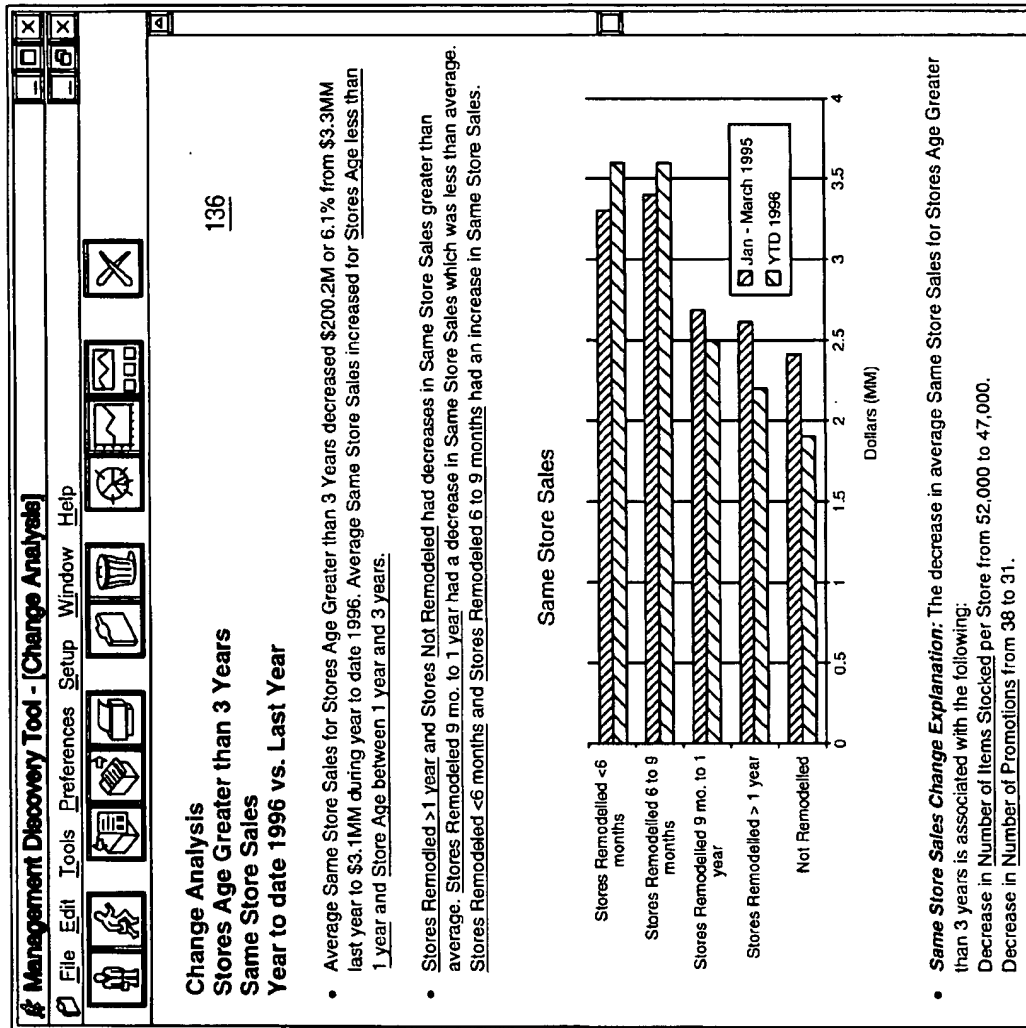 Management Discovery Tool - [Change Analysis]
File Edit Tools Preferences Setup Window Help
136
Change Analysis
Stores Age Greater than 3 Years
Same Store Sales
Year to date 1996 vs. Last Year
• Average Same Store Sales for Stores Age Greater than 3 Years decreased $200.2M or 6.1% from $3.3MM
last year to $3.1MM during year to date 1996. Average Same Store Sales increased for Stores Age less than
1 year and Store Age between 1 year and 3 years.
• Stores Remodled >1 year and Stores Not Remodeled had decreases in Same Store Sales greater than
average. Stores Remodeled 9 mo. to 1 year had a decrease in Same Store Sales which was less than average.
Stores Remodeled <6 months and Stores Remodeled 6 to 9 months had an increase in Same Store Sales.
Same Store Sales
Stores Remodelled <6
months
Stores Remodelled 6 to 9
months
Stores Remodelled 9 mo. to 1
year
Stores Remodelled > 1 year
Not Remodelled
Jan - March 1995
YTD 1996
0 0.5 1 1.5 2 2.5 3 3.5 4
Dollars (MM)
• Same Store Sales Change Explanation: The decrease in average Same Store Sales for Stores Age Greater
than 3 years is associated with the following:
Decrease in Number of Items Stocked per Store from 52,000 to 47,000.
Decrease in Number of Promotions from 38 to 31.